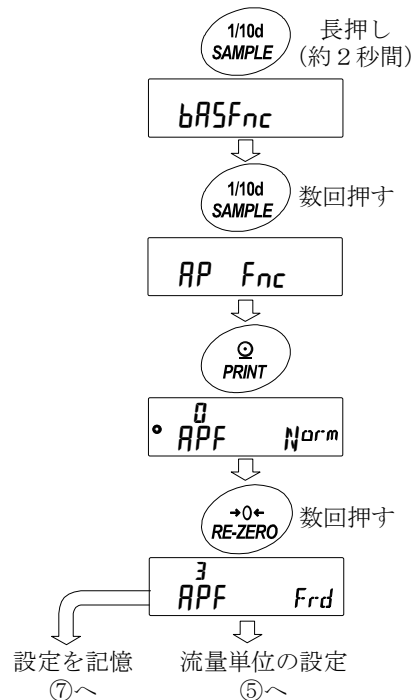 1/10d
SAMPLE
長押し
(約2秒間)
bASFnc
1/10d
SAMPLE
数回押す
AP Fnc
PRINT
0
APF Norm
→0←
RE-ZERO
数回押す
3
APF Frd
設定を記憶
⑦へ
流量単位の設定
⑤へ